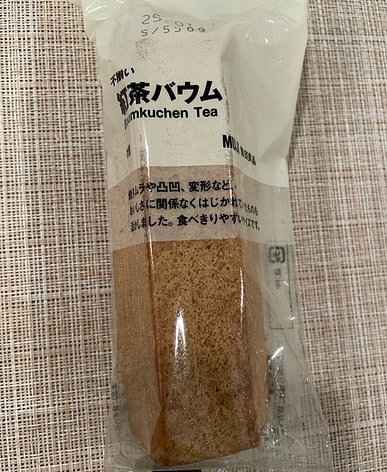 不揃い
紅茶バウム
Baumkuchen Tea
MUJI 無印良品
焼きムラや凸凹、変形など、
おいしさに関係なくはじかれていたものも
活かしました。食べきりやすいサイズです。